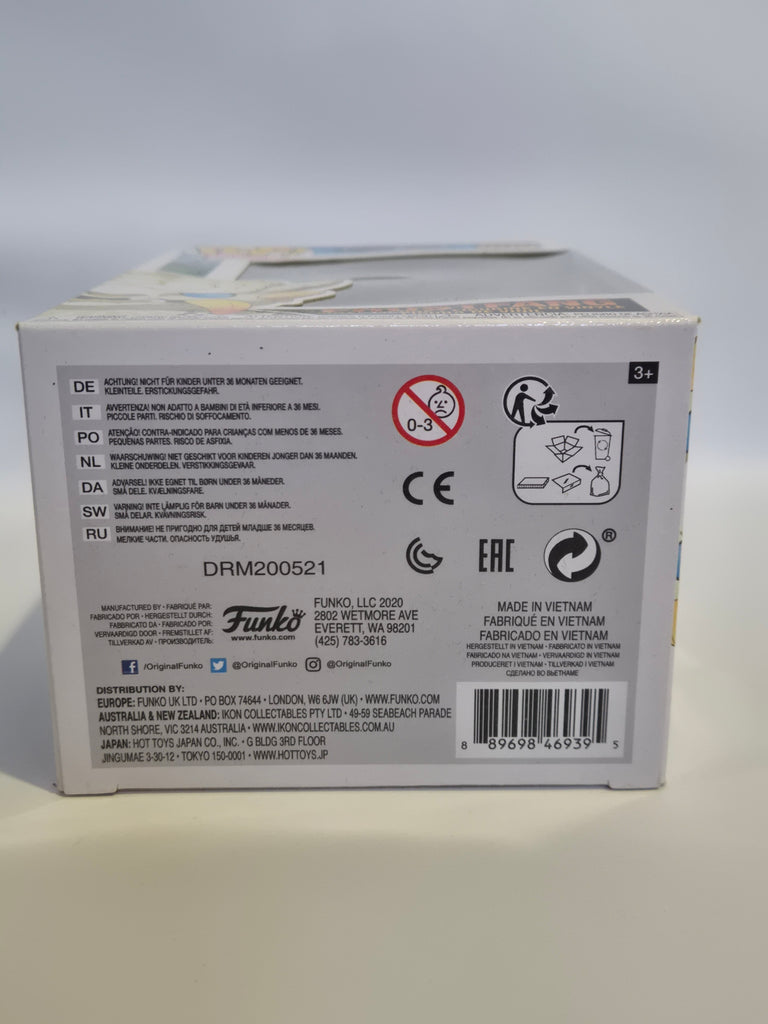 3+
DE ACHTUNG! NICHT FÜR KINDER UNTER 36 MONATEN GEEIGNET.
KLEINTEILE. ERSTICKUNGSGEFAHR.
IT AVVERTENZA! NON ADATTO A BAMBINI DI ETÀ INFERIORE A 36 MESI.
PICCOLE PARTI. RISCHIO DI SOFFOCAMENTO.
PO ATENÇÃO! CONTRA-INDICADO PARA CRIANÇAS COM MENOS DE 36 MESES.
PEQUENAS PARTES. RISCO DE ASFIXIA.
NL WAARSCHUWING! NIET GESCHIKT VOOR KINDEREN JONGER DAN 36 MAANDEN.
KLEINE ONDERDELEN. VERSTIKKINGSGEVAAR.
DA ADVARSEL! IKKE EGNET TIL BØRN UNDER 36 MÅNEDER.
SMÅ DELE. KVÆLNINGSFARE.
SW VARNING! INTE LÄMPLIG FÖR BARN UNDER 36 MÅNADER.
SMÅ DELAR. KVÄVNINGSRISK.
RU ВНИМАНИЕ! НЕ ПРИГОДНО ДЛЯ ДЕТЕЙ МЛАДШЕ 36 МЕСЯЦЕВ.
МЕЛКИЕ ЧАСТИ. ОПАСНОСТЬ УДУШЬЯ.
0-3
CE
EAC
®
DRM200521
MANUFACTURED BY • FABRIQUÉ PAR:
FABRICADO POR • HERGESTELLT DURCH:
FABBRICATO DA • FABRICADO POR:
VERVAARDIGD DOOR • FREMSTILLET AF:
TILLVERKAD AV • ПРОИЗВОДИТЕЛЬ:
Funko
www.funko.com
FUNKO, LLC 2020
2802 WETMORE AVE
EVERETT, WA 98201
(425) 783-3616
/OriginalFunko @OriginalFunko @OriginalFunko
MADE IN VIETNAM
FABRIQUÉ EN VIETNAM
FABRICADO EN VIETNAM
HERGESTELLT IN VIETNAM • FABBRICATO IN VIETNAM
FABRICADO NA VIETNAM • VERVAARDIGD IN VIETNAM
PRODUCERET I VIETNAM • TILLVERKAD I VIETNAM
СДЕЛАНО ВО ВЬЕТНАМЕ
DISTRIBUTION BY:
EUROPE: FUNKO UK LTD • PO BOX 74644 • LONDON, W6 6JW (UK) • WWW.FUNKO.COM
AUSTRALIA & NEW ZEALAND: IKON COLLECTABLES PTY LTD • 49-59 SEABEACH PARADE
NORTH SHORE, VIC 3214 AUSTRALIA • WWW.IKONCOLLECTABLES.COM.AU
JAPAN: HOT TOYS JAPAN CO., INC. • G BLDG 3RD FLOOR
JINGUMAE 3-30-12 • TOKYO 150-0001 • WWW.HOTTOYS.JP
8 89698 46939 5